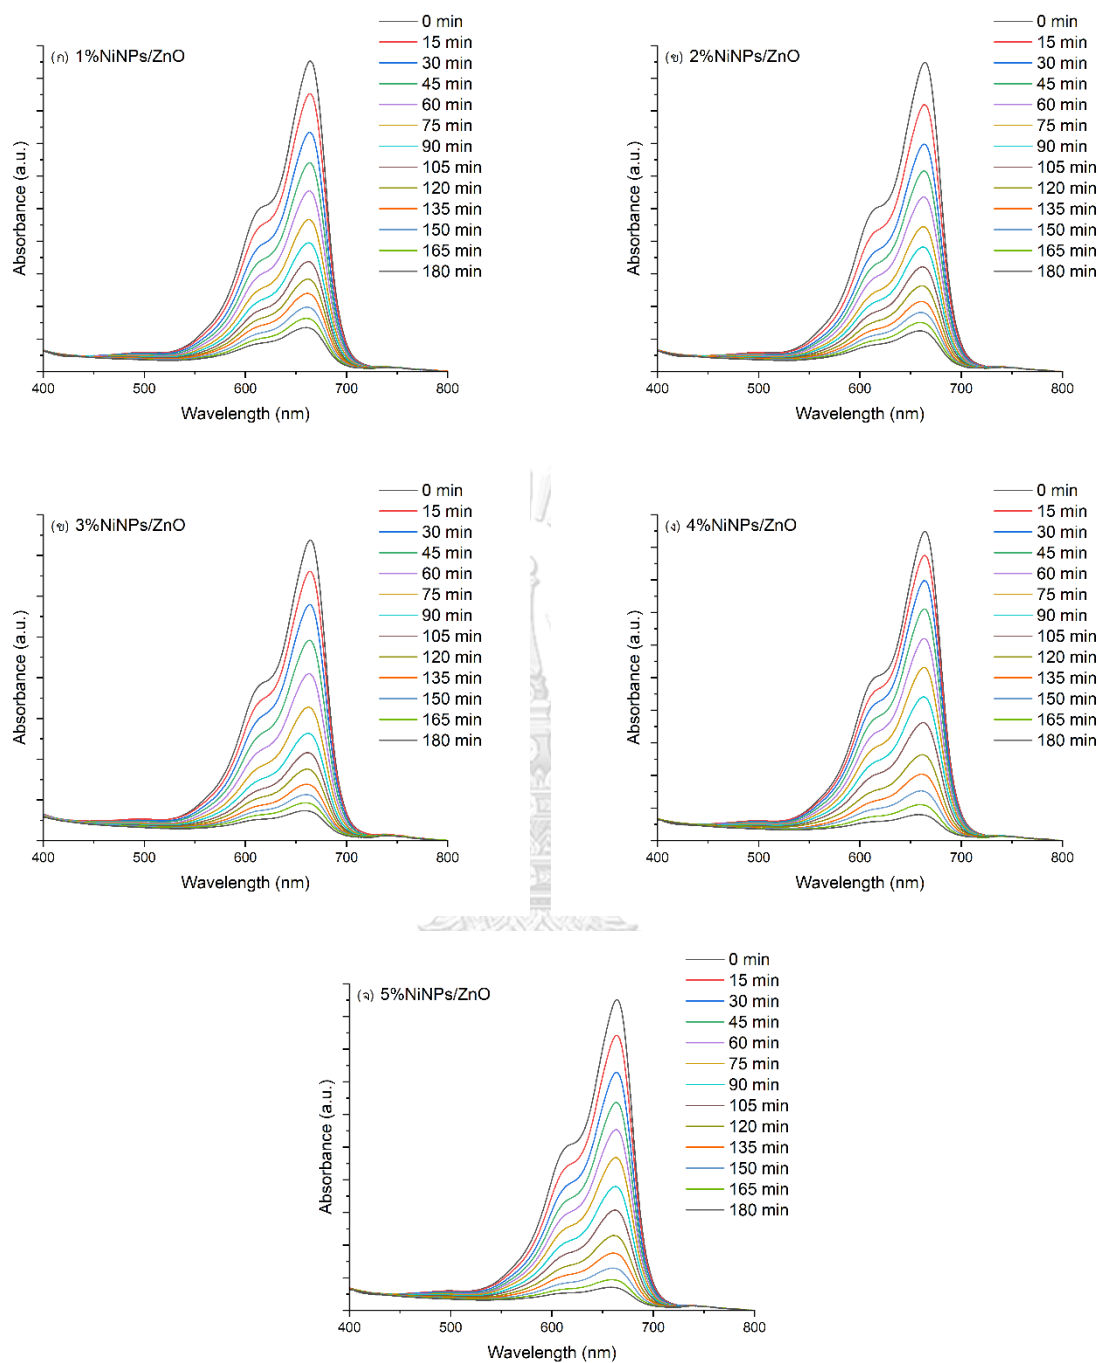 (ก) 1%NiNPs/ZnO
0 min
15 min
30 min
45 min
60 min
75 min
90 min
105 min
120 min
135 min
150 min
165 min
180 min
Absorbance (a.u.)
400 500 600 700 800
Wavelength (nm)
(ข) 2%NiNPs/ZnO
0 min
15 min
30 min
45 min
60 min
75 min
90 min
105 min
120 min
135 min
150 min
165 min
180 min
Absorbance (a.u.)
400 500 600 700 800
Wavelength (nm)
(ข) 3%NiNPs/ZnO
0 min
15 min
30 min
45 min
60 min
75 min
90 min
105 min
120 min
135 min
150 min
165 min
180 min
Absorbance (a.u.)
400 500 600 700 800
Wavelength (nm)
(ง) 4%NiNPs/ZnO
0 min
15 min
30 min
45 min
60 min
75 min
90 min
105 min
120 min
135 min
150 min
165 min
180 min
Absorbance (a.u.)
400 500 600 700 800
Wavelength (nm)
(จ) 5%NiNPs/ZnO
0 min
15 min
30 min
45 min
60 min
75 min
90 min
105 min
120 min
135 min
150 min
165 min
180 min
Absorbance (a.u.)
400 500 600 700 800
Wavelength (nm)